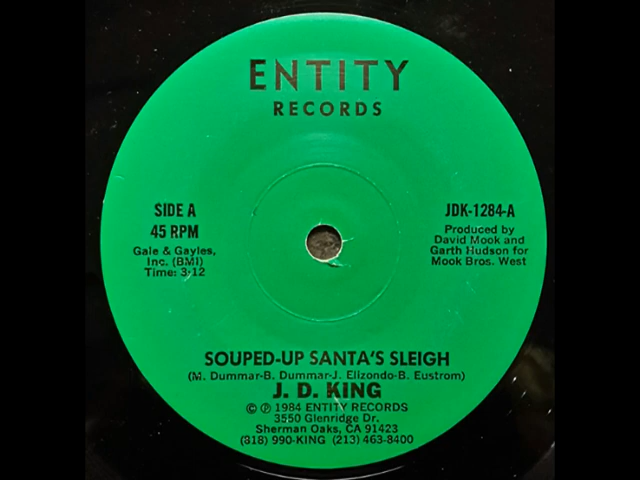 ENTITY
RECORDS
SIDE A
45 RPM
Gale & Gayles,
Inc. (BMI)
Time: 3:12
JDK-1284-A
Produced by
David Mook and
Garth Hudson for
Mook Bros. West
SOUPED-UP SANTA'S SLEIGH
(M. Dummar-B. Dummar-J. Elizondo-B. Eustrom)
J. D. KING
© ℗ 1984 ENTITY RECORDS
3550 Glenridge Dr.
Sherman Oaks, CA 91423
(818) 990-KING (213) 463-8400